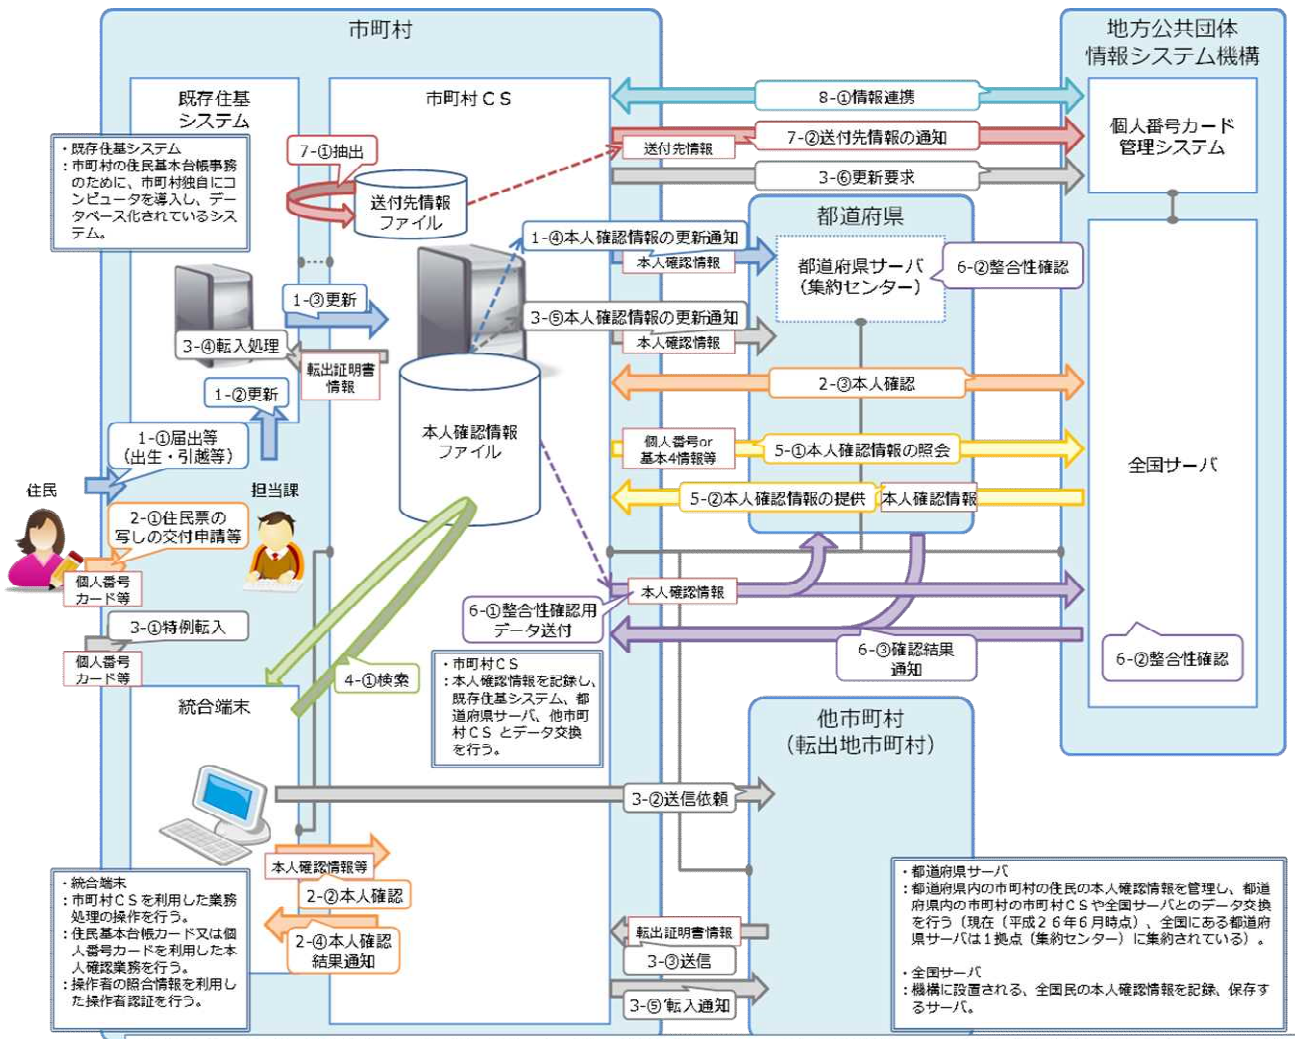 市町村
地方公共団体
情報システム機構
既存住基
システム
市町村ＣＳ
8-①情報連携
個人番号カード
管理システム
7-①抽出
7-②送付先情報の通知
送付先情報
3-⑥更新要求
・既存住基システム
：市町村の住民基本台帳事務
のために、市町村独自にコ
ンピュータを導入し、デー
タベース化されているシス
テム。
送付先情報
ファイル
都道府県
1-④本人確認情報の更新通知
本人確認情報
都道府県サーバ
（集約センター）
6-②整合性確認
1-③更新
3-⑤本人確認情報の更新通知
本人確認情報
3-④転入処理
転出証明書
情報
1-②更新
2-③本人確認
本人確認情報
ファイル
1-①届出等
（出生・引越等）
個人番号or
基本4情報等
5-①本人確認情報の照会
全国サーバ
住民
担当課
5-②本人確認情報の提供
本人確認情報
2-①住民票の
写しの交付申請等
個人番号
カード等
本人確認情報
6-①整合性確認用
データ送付
3-①特例転入
個人番号
カード等
6-③確認結果
通知
6-②整合性確認
4-①検索
・市町村ＣＳ
：本人確認情報を記録し、
既存住基システム、都
道府県サーバ、他市町
村ＣＳ とデータ交換
を行う。
統合端末
他市町村
（転出地市町村）
3-②送信依頼
本人確認情報等
2-②本人確認
2-④本人確認
結果通知
転出証明書情報
3-③送信
3-⑤'転入通知
・統合端末
：市町村ＣＳを利用した業務
処理の操作を行う。
：住民基本台帳カード又は個
人番号カードを利用した本
人確認業務を行う。
：操作者の照合情報を利用し
た操作者認証を行う。
・都道府県サーバ
：都道府県内の市町村の住民の本人確認情報を管理し、都道
府県内の市町村の市町村ＣＳや全国サーバとのデータ交換
を行う（現在（平成２６年６月時点）、全国にある都道府
県サーバは１拠点（集約センター）に集約されている）。
・全国サーバ
：機構に設置される、全国民の本人確認情報を記録、保存す
るサーバ。